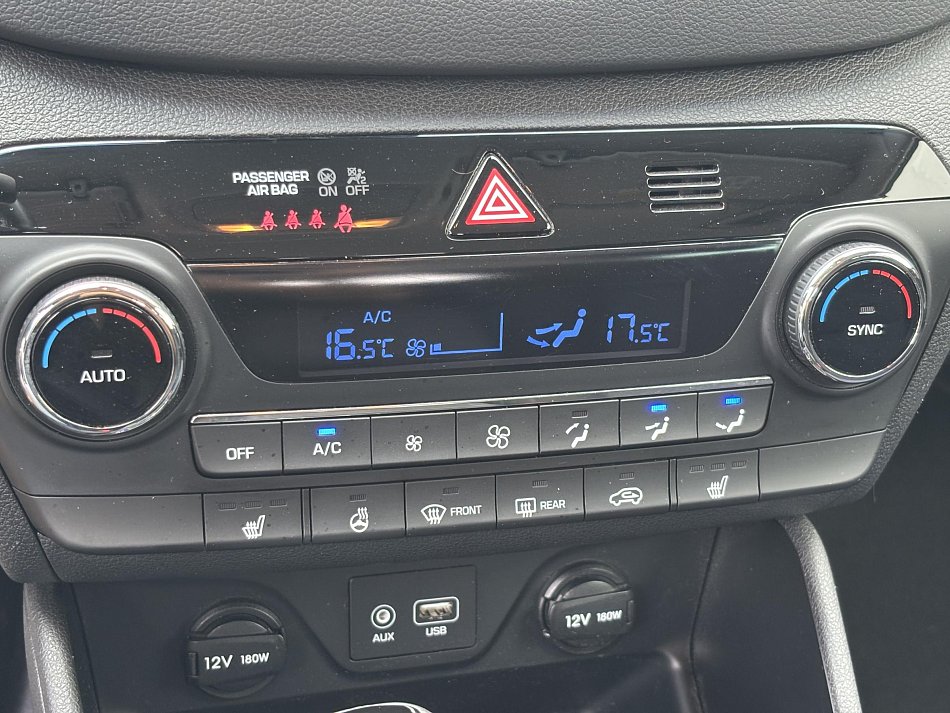 PASSENGER
AIR BAG
ON OFF
A/C
16.5°C
17.5°C
AUTO
SYNC
OFF
A/C
FRONT
REAR
AUX
USB
12V 180W
12V 180W